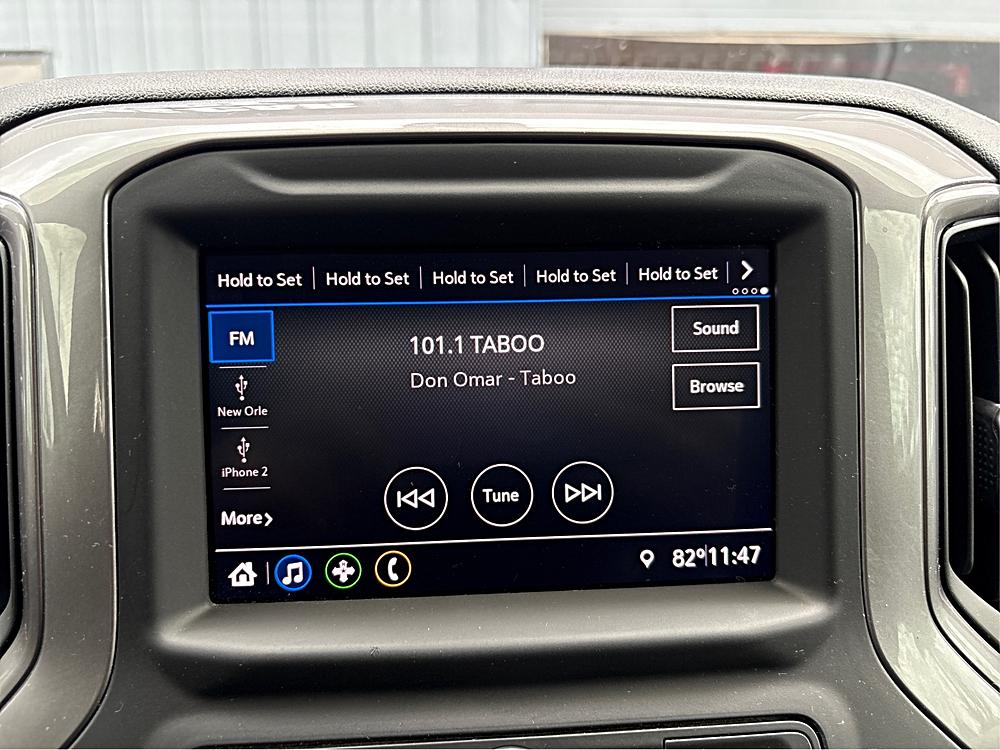 Hold to Set Hold to Set Hold to Set Hold to Set Hold to Set
FM
101.1 TABOO
Sound
Don Omar - Taboo
Browse
New Orle
iPhone 2
Tune
More
82° 11:47